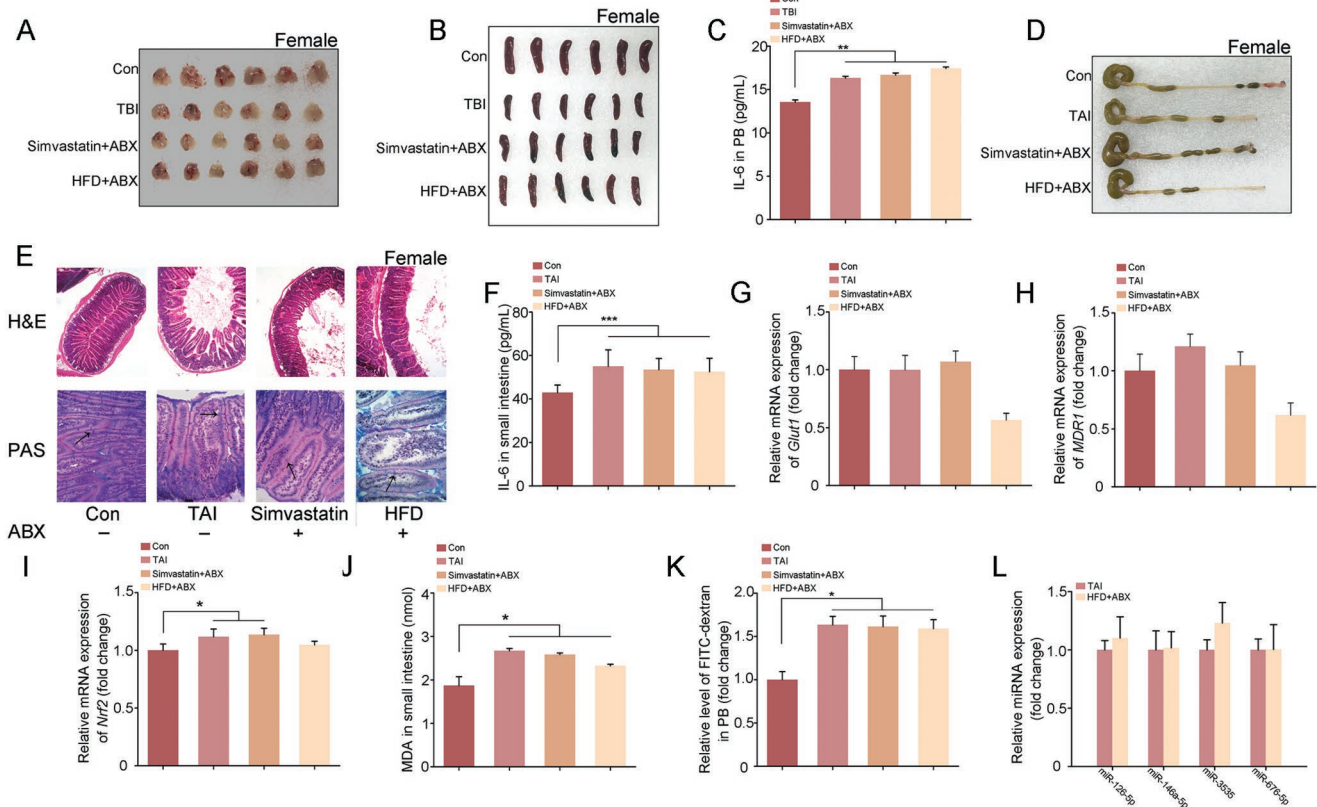 A
Female
Con
TBI
Simvastatin+ABX
HFD+ABX
B
Female
Con
TBI
Simvastatin+ABX
HFD+ABX
C
Con
TBI
Simvastatin+ABX
HFD+ABX
IL-6 in PB (pg/mL)
20
15
10
5
0
**
D
Female
Con
TAI
Simvastatin+ABX
HFD+ABX
E
Female
H&E
PAS
Con
TAI
Simvastatin
HFD
ABX
–
–
+
+
F
Con
TAI
Simvastatin+ABX
HFD+ABX
IL-6 in small intestine (pg/mL)
80
60
40
20
0
***
G
Con
TAI
Simvastatin+ABX
HFD+ABX
Relative mRNA expression
of Glut1 (fold change)
1.5
1.0
0.5
0
H
Con
TAI
Simvastatin+ABX
HFD+ABX
Relative mRNA expression
of MDR1 (fold change)
1.5
1.0
0.5
0
I
Con
TAI
Simvastatin+ABX
HFD+ABX
Relative mRNA expression
of Nrf2 (fold change)
1.5
1.0
0.5
0
*
J
Con
TAI
Simvastatin+ABX
HFD+ABX
MDA in small intestine (nmol)
4
3
2
1
0
*
K
Con
TAI
Simvastatin+ABX
HFD+ABX
Relative level of FITC-dextran
in PB (fold change)
2.0
1.5
1.0
0.5
0
*
L
TAI
HFD+ABX
Relative miRNA expression
(fold change)
1.5
1.0
0.5
0
miR-126-5p
miR-146a-5p
miR-3535
miR-676-5p